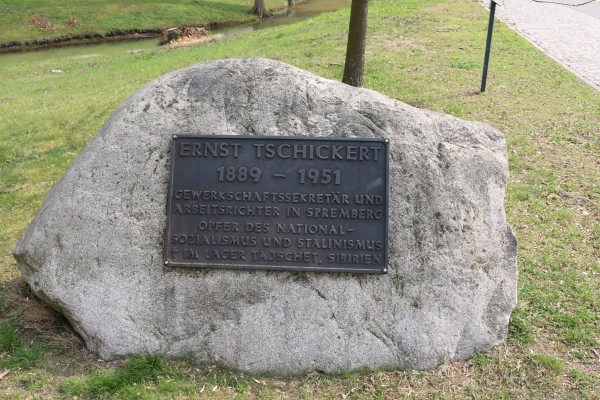 ERNST TSCHICKERT
1889 – 1951
GEWERKSCHAFTSSEKRETÄR UND
ARBEITSRICHTER IN SPREMBERG
OPFER DES NATIONAL-
SOZIALISMUS UND STALINISMUS
† IM LAGER TAJSCHET, SIBIRIEN